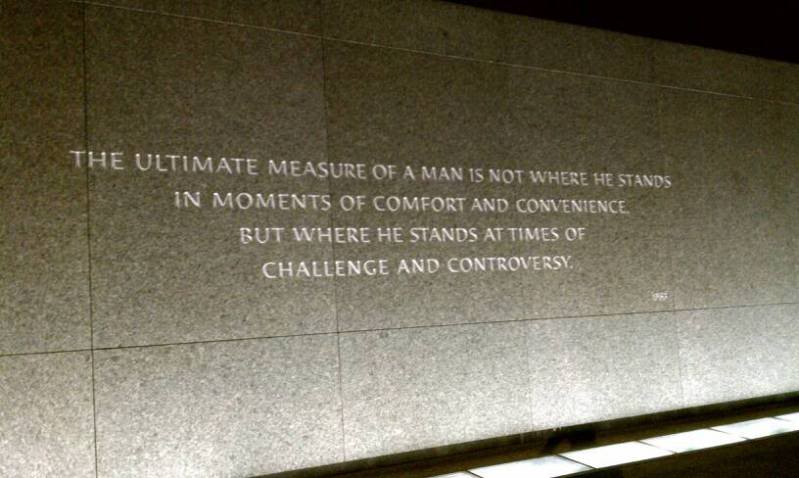 THE ULTIMATE MEASURE OF A MAN IS NOT WHERE HE STANDS
IN MOMENTS OF COMFORT AND CONVENIENCE,
BUT WHERE HE STANDS AT TIMES OF
CHALLENGE AND CONTROVERSY.